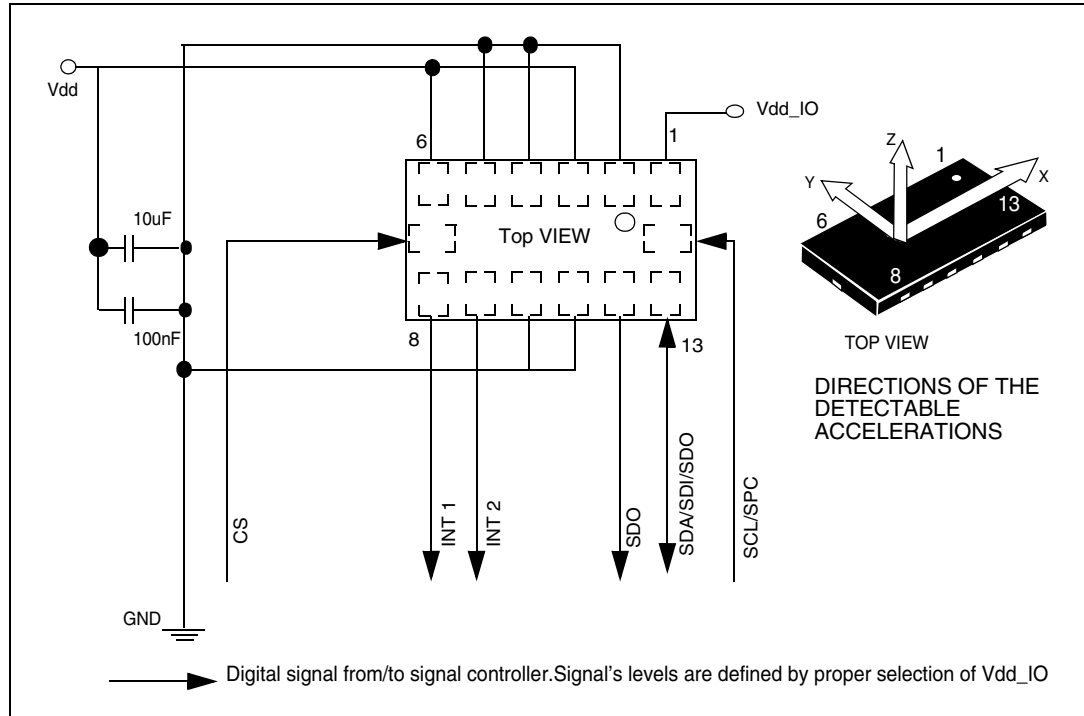 Vdd
Vdd_IO
6
1
Z
1
Y
X
6
13
10uF
Top VIEW
8
100nF
8
13
TOP VIEW
DIRECTIONS OF THE
DETECTABLE
ACCELERATIONS
CS
INT 1
INT 2
SDO
SDA/SDI/SDO
SCL/SPC
GND
Digital signal from/to signal controller.Signal's levels are defined by proper selection of Vdd_IO